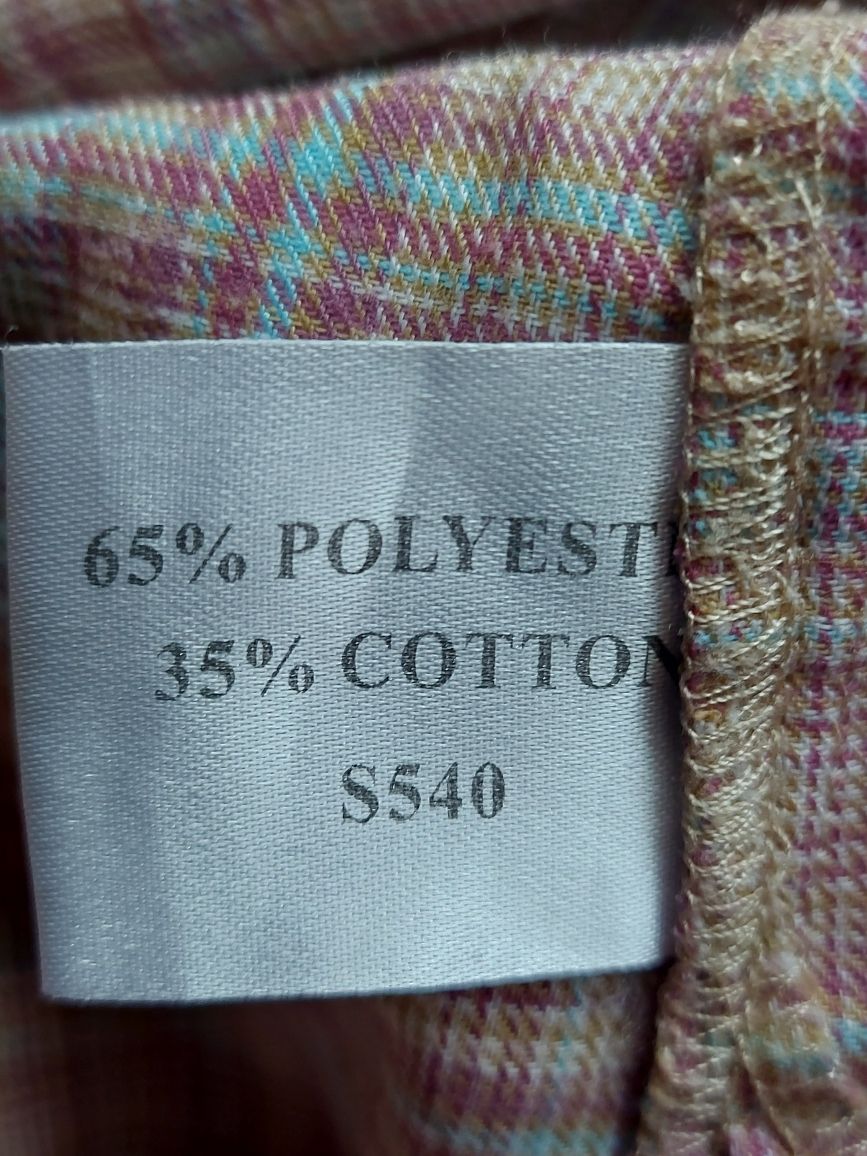 65% POLYEST
35% COTTON
S540